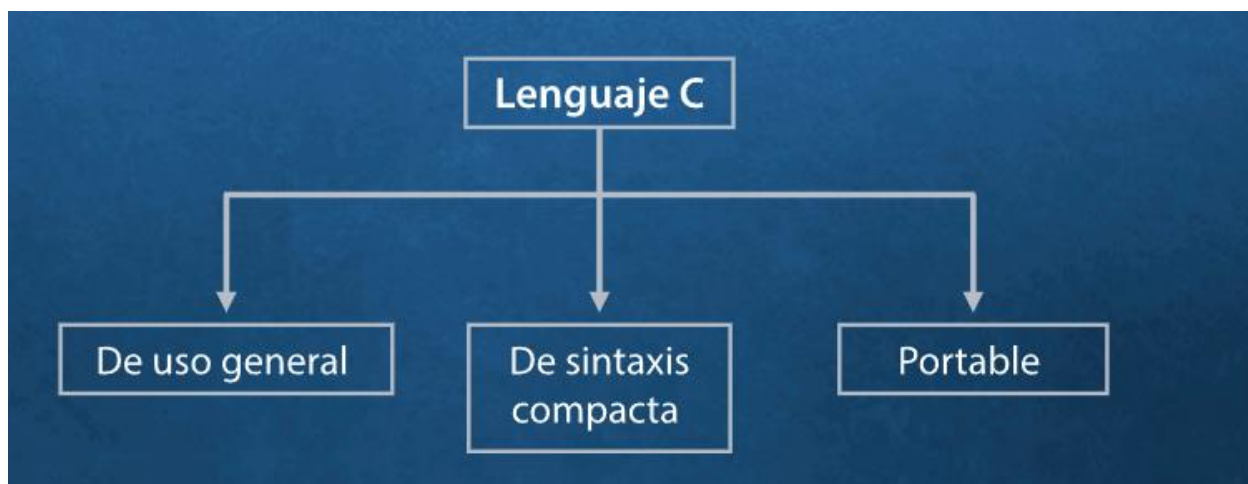 Lenguaje C
De uso general
De sintaxis
compacta
Portable